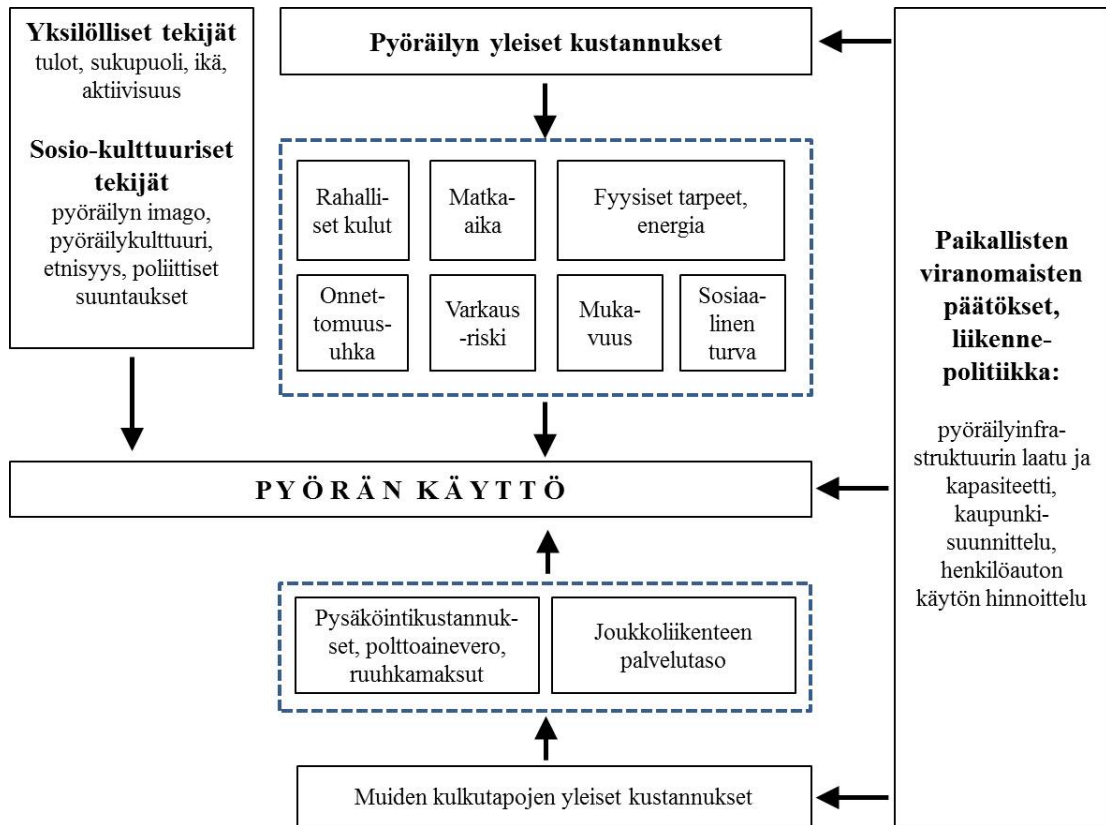 Yksilölliset tekijät
tulot, sukupuoli, ikä,
aktiivisuus
Sosio-kulttuuriset
tekijät
pyöräilyn imago,
pyöräilykulttuuri,
etnisyys, poliittiset
suuntaukset
Pyöräilyn yleiset kustannukset
Rahalli-
set kulut
Matka-
aika
Fyysiset tarpeet,
energia
Onnet-
tomuus-
uhka
Varkaus
-riski
Muka-
vuus
Sosiaa-
linen
turva
PYÖRÄN KÄYTTÖ
Pysäköintikustannuk-
set, polttoainevero,
ruuhkamaksut
Joukkoliikenteen
palvelutaso
Muiden kulkutapojen yleiset kustannukset
Paikallisten
viranomaisten
päätökset,
liikenne-
politiikka:
pyöräilyinfra-
struktuurin laatu ja
kapasiteetti,
kaupunki-
suunnittelu,
henkilöauton
käytön hinnoittelu